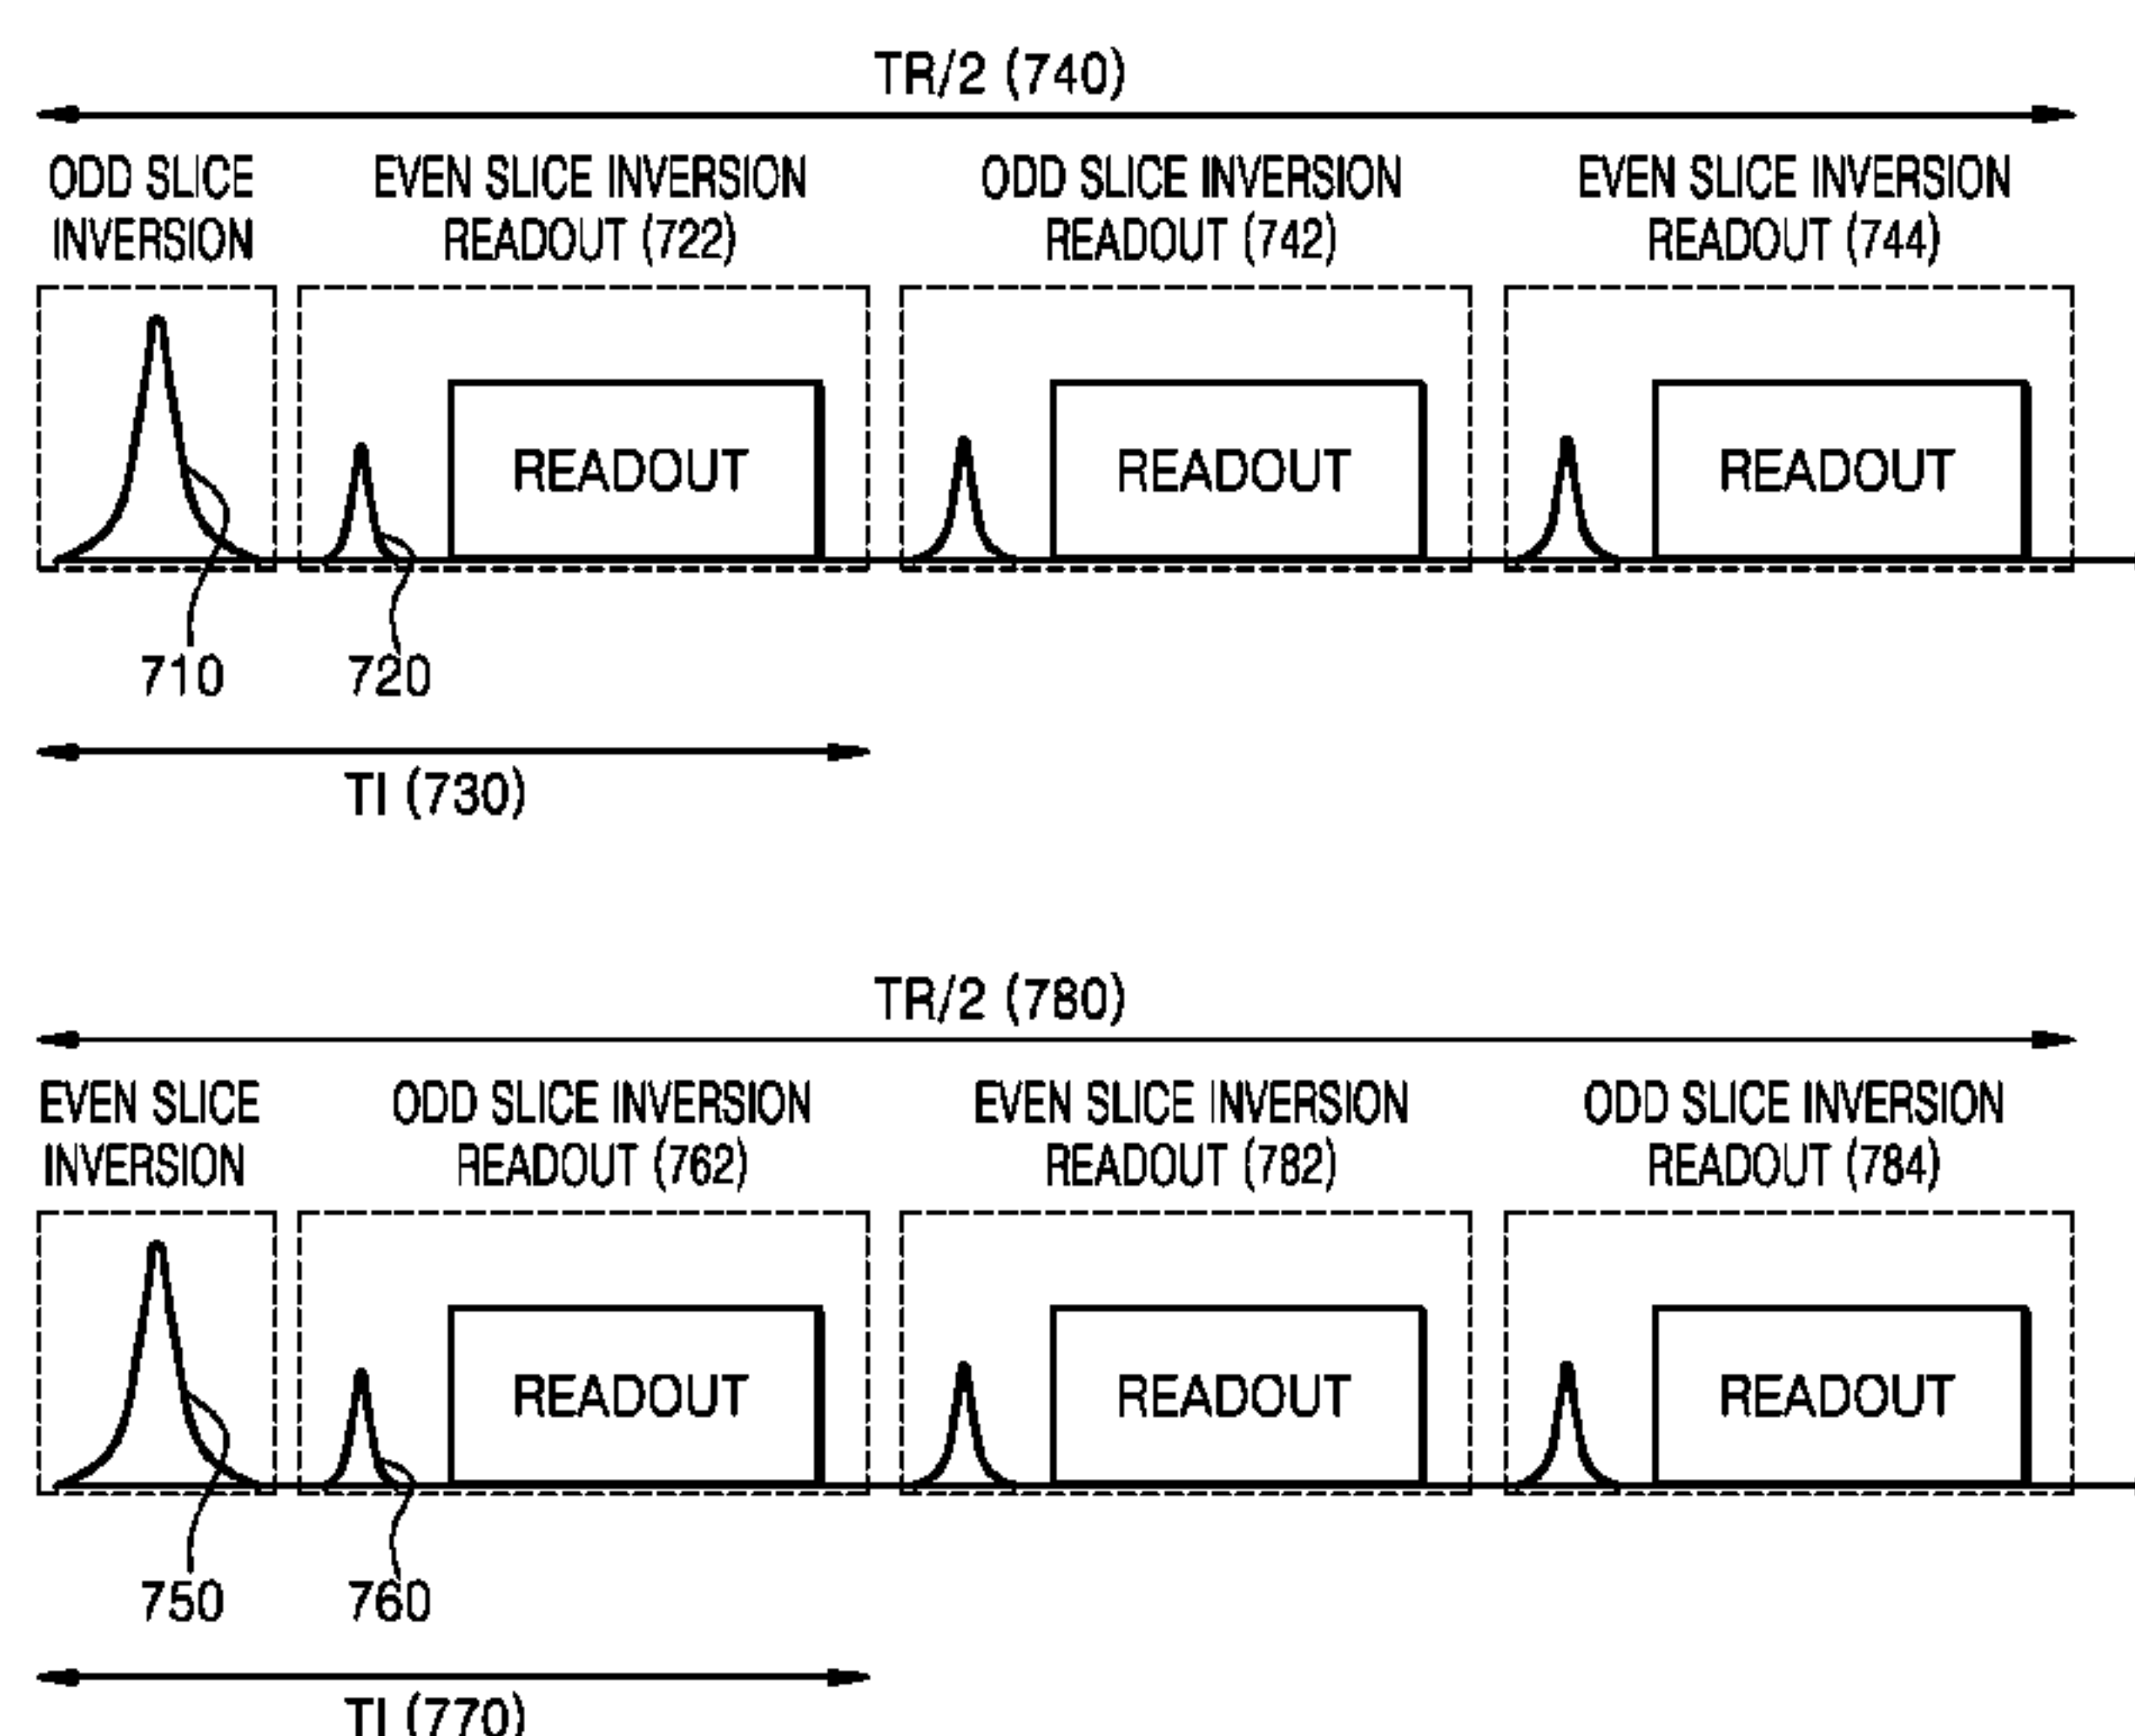 TR/2 (740)
ODD SLICE
INVERSION
EVEN SLICE INVERSION
READOUT (722)
ODD SLICE INVERSION
READOUT (742)
EVEN SLICE INVERSION
READOUT (744)
READOUT
READOUT
READOUT
710
720
TI (730)
TR/2 (780)
EVEN SLICE
INVERSION
ODD SLICE INVERSION
READOUT (762)
EVEN SLICE INVERSION
READOUT (782)
ODD SLICE INVERSION
READOUT (784)
READOUT
READOUT
READOUT
750
760
TI (770)